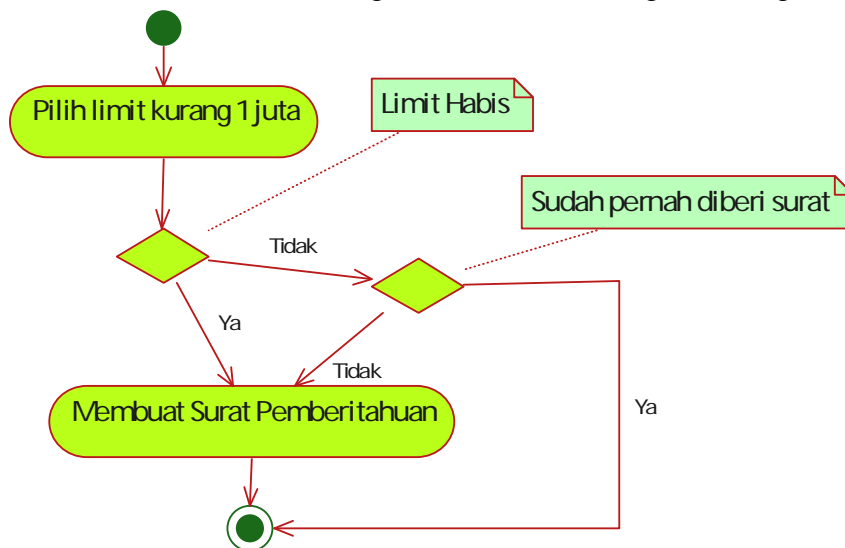 Pilih limit kurang 1 juta
Limit Habis
Sudah pernah diberi surat
Tidak
Ya
Tidak
Membuat Surat Pemberitahuan
Ya